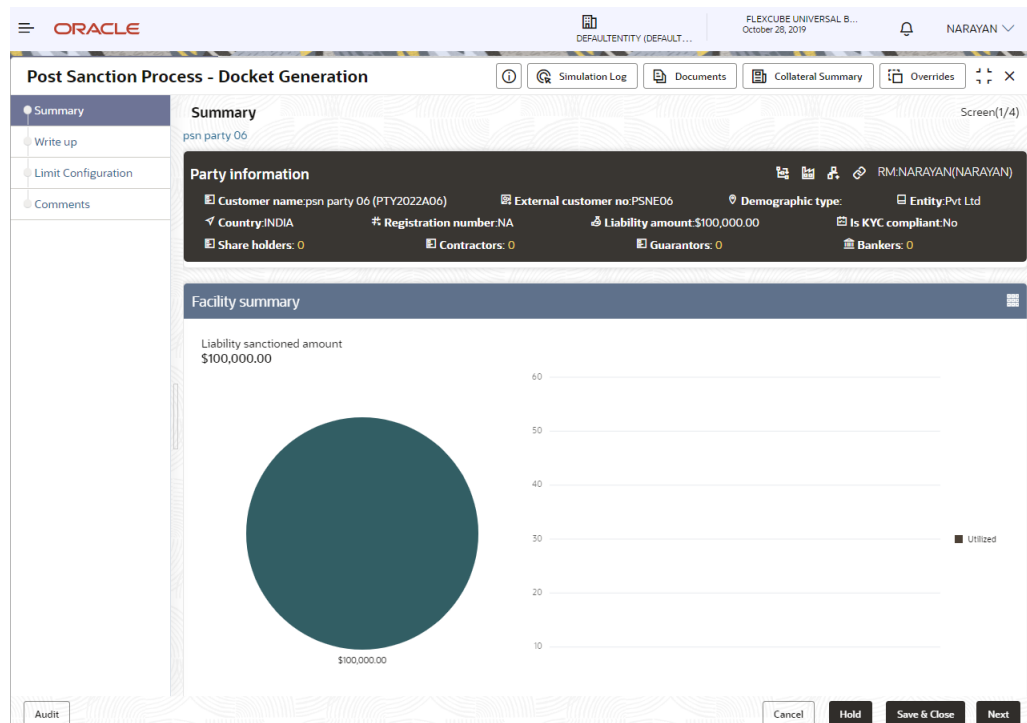 ORACLE
DEFAULTENTITY (DEFAULT...
FLEXCUBE UNIVERSAL B...
October 28, 2019
NARAYAN
Post Sanction Process - Docket Generation
Simulation Log
Documents
Collateral Summary
Overrides
Summary
Write up
Limit Configuration
Comments
Summary
Screen(1/4)
psn party 06
Party information
RM:NARAYAN(NARAYAN)
Customer name:psn party 06 (PTY2022A06) External customer no:PSNE06 Demographic type: Entity:Pvt Ltd
Country:INDIA Registration number:NA Liability amount:$100,000.00 Is KYC compliant:No
Share holders: 0 Contractors: 0 Guarantors: 0 Bankers: 0
Facility summary
Liability sanctioned amount
$100,000.00
$100,000.00
60
50
40
30
20
10
Utilized
Audit
Cancel
Hold
Save & Close
Next